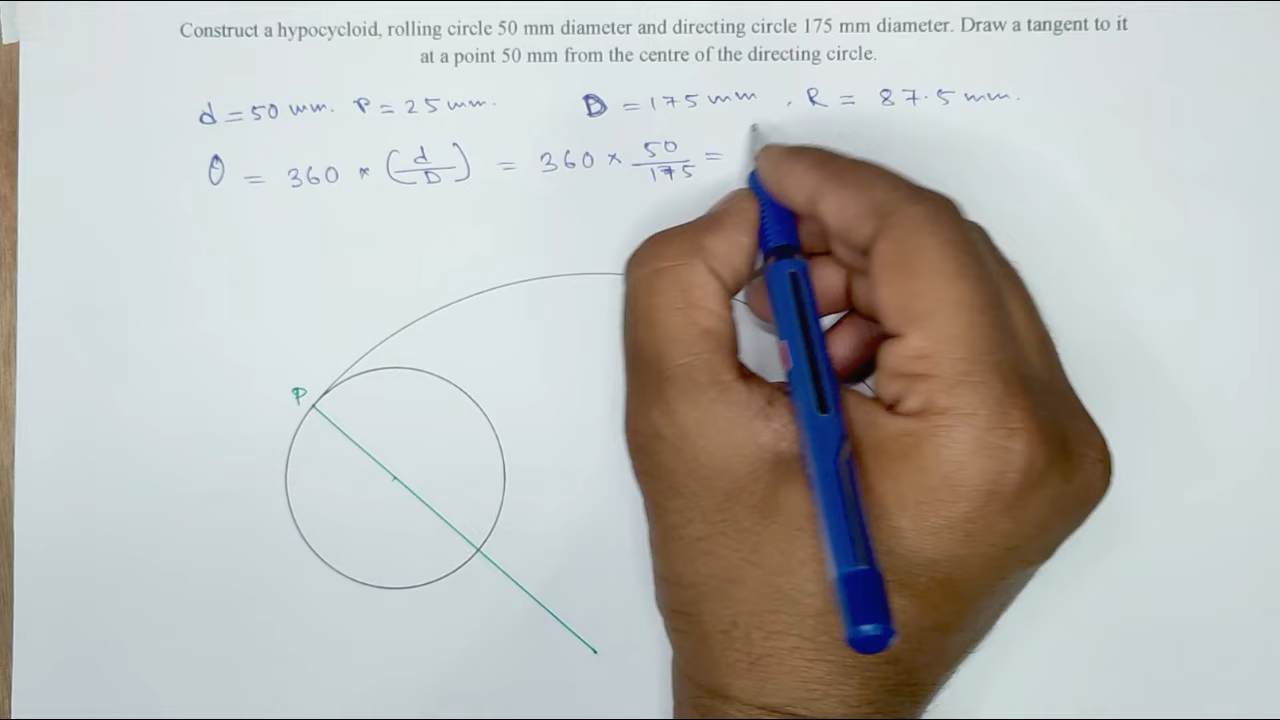 Construct a hypocycloid, rolling circle 50 mm diameter and directing circle 175 mm diameter. Draw a tangent to it
at a point 50 mm from the centre of the directing circle.
d = 50 mm. r = 25 mm. D = 175 mm, R = 87.5 mm.
θ = 360 × (d/D) = 360 × 50/175 =
P